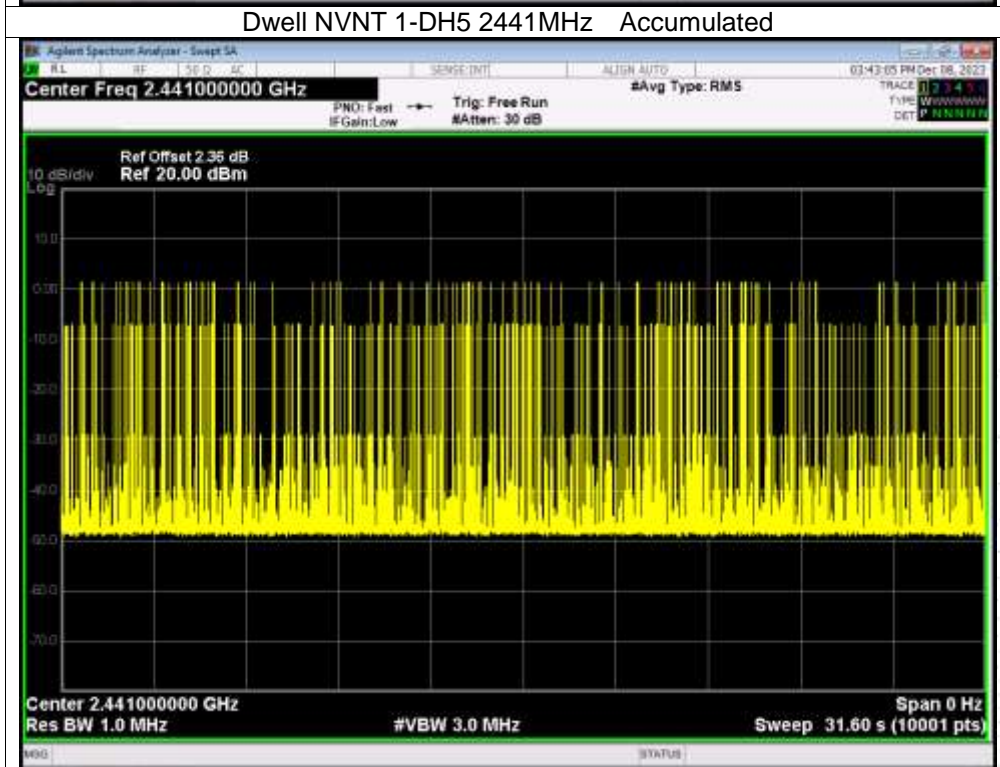 Dwell NVNT 1-DH5 2441MHz Accumulated
Agilent Spectrum Analyzer - Swept SA
RL RF 50 Ω AC SENSE:INT ALIGN AUTO 03:43:05 PM Dec 08, 2023
Center Freq 2.441000000 GHz #Avg Type: RMS TRACE 1 2 3 4 5
PNO: Fast Trig: Free Run TYPE
IFGain:Low #Atten: 30 dB DET P N N N N N
Ref Offset 2.36 dB
10 dB/div Ref 20.00 dBm
Log
10.0
0.00
-10.0
-20.0
-30.0
-40.0
-50.0
-60.0
-70.0
Center 2.441000000 GHz Span 0 Hz
Res BW 1.0 MHz #VBW 3.0 MHz Sweep 31.60 s (10001 pts)
MSG STATUS